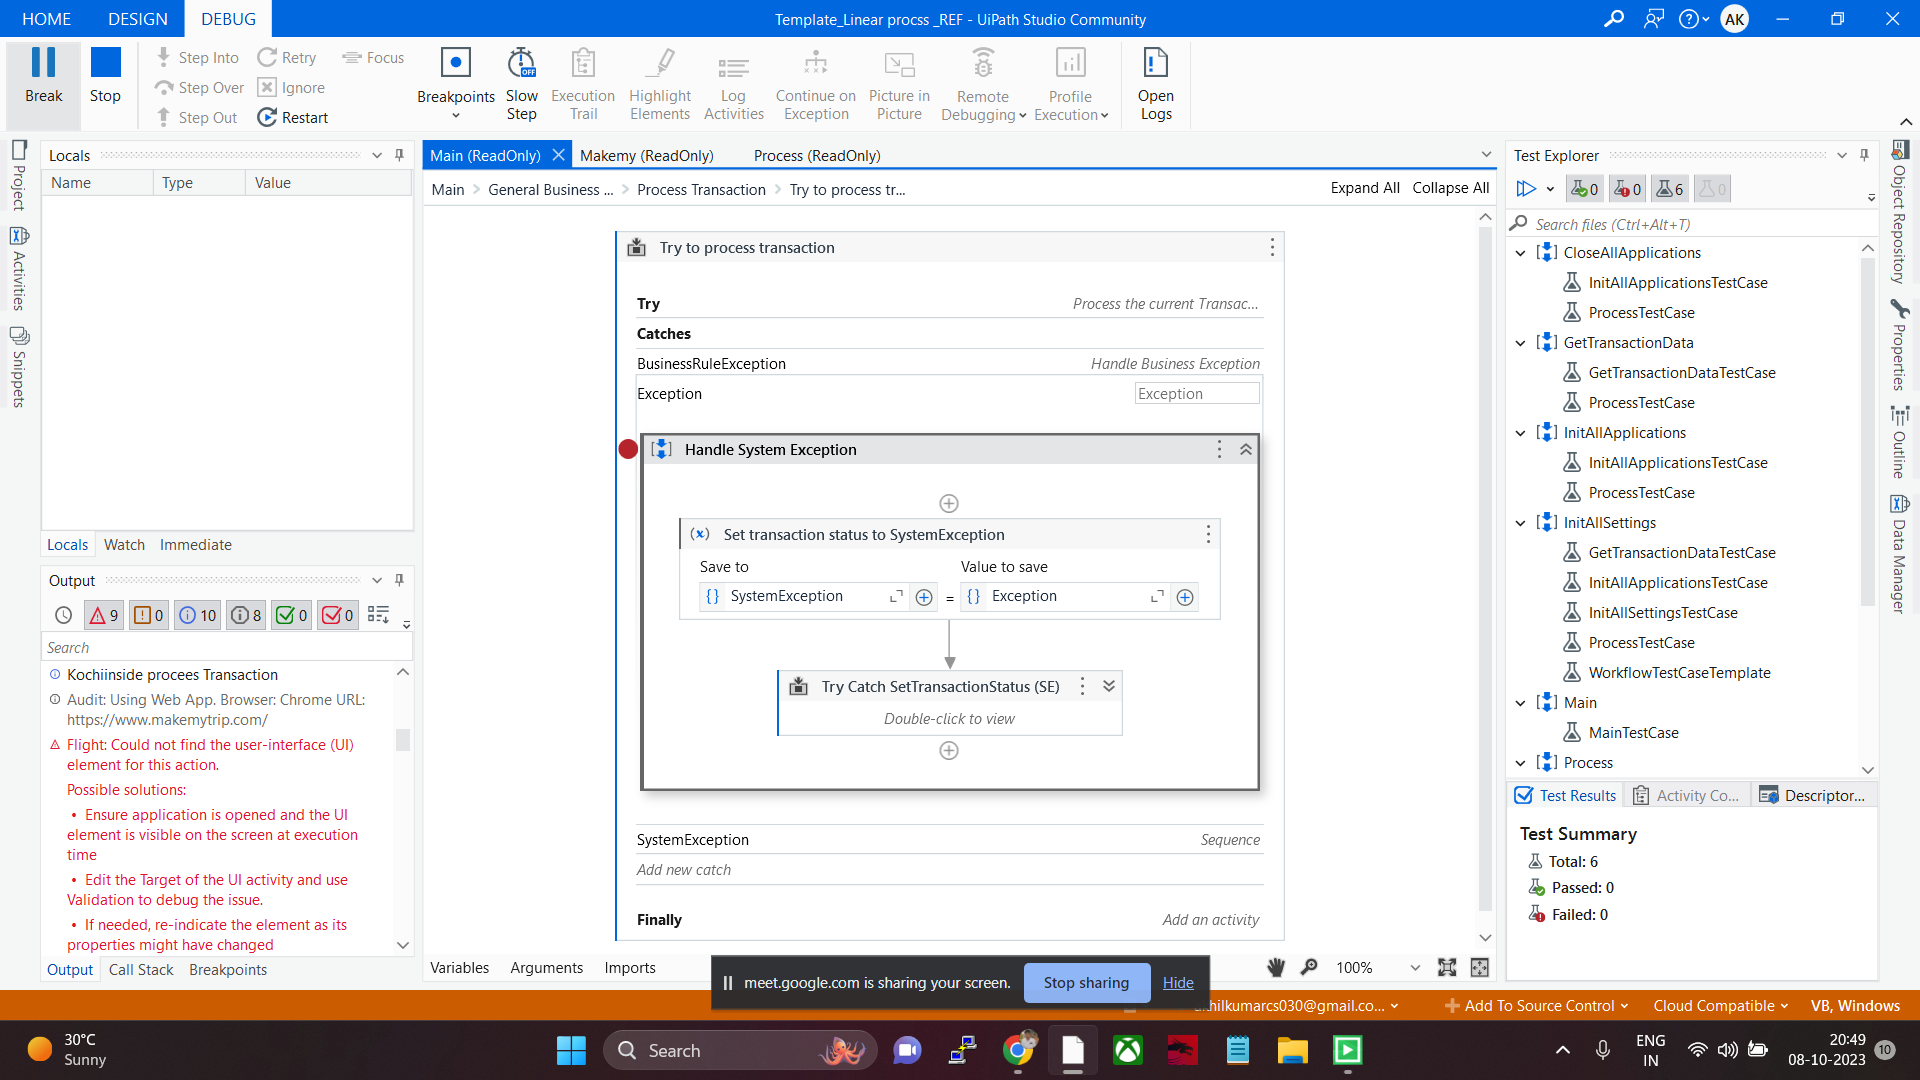 HOME DESIGN DEBUG
Template_Linear procss _REF - UiPath Studio Community
AK
Break
Stop
Step Into
Step Over
Step Out
Retry
Ignore
Restart
Focus
Breakpoints
Slow
Step
OFF
Execution
Trail
Highlight
Elements
Log
Activities
Continue on
Exception
Picture in
Picture
Remote
Debugging
Profile
Execution
Open
Logs
Project
Activities
Snippets
Locals
Name Type Value
Locals Watch Immediate
Output
9 0 10 8 0 0
Search
Kochiinside procees Transaction
Audit: Using Web App. Browser: Chrome URL:
https://www.makemytrip.com/
Flight: Could not find the user-interface (UI)
element for this action.
Possible solutions:
• Ensure application is opened and the UI
element is visible on the screen at execution
time
• Edit the Target of the UI activity and use
Validation to debug the issue.
• If needed, re-indicate the element as its
properties might have changed
Output Call Stack Breakpoints
Main (ReadOnly) Makemy (ReadOnly) Process (ReadOnly)
Main > General Business ... > Process Transaction > Try to process tr...
Expand All Collapse All
Try to process transaction
Try Process the current Transac...
Catches
BusinessRuleException Handle Business Exception
Exception Exception
Handle System Exception
(x) Set transaction status to SystemException
Save to Value to save
{} SystemException = {} Exception
Try Catch SetTransactionStatus (SE)
Double-click to view
SystemException Sequence
Add new catch
Finally Add an activity
Variables Arguments Imports
100%
meet.google.com is sharing your screen. Stop sharing Hide
Test Explorer
0 0 6 0
Search files (Ctrl+Alt+T)
CloseAllApplications
InitAllApplicationsTestCase
ProcessTestCase
GetTransactionData
GetTransactionDataTestCase
ProcessTestCase
InitAllApplications
InitAllApplicationsTestCase
ProcessTestCase
InitAllSettings
GetTransactionDataTestCase
InitAllApplicationsTestCase
InitAllSettingsTestCase
ProcessTestCase
WorkflowTestCaseTemplate
Main
MainTestCase
Process
Test Results Activity Co... Descriptor...
Test Summary
Total: 6
Passed: 0
Failed: 0
Object Repository
Properties
Outline
Data Manager
hilkumarcs030@gmail.co... Add To Source Control Cloud Compatible VB, Windows
30°C
Sunny
Search
ENG
IN
20:49
08-10-2023
10